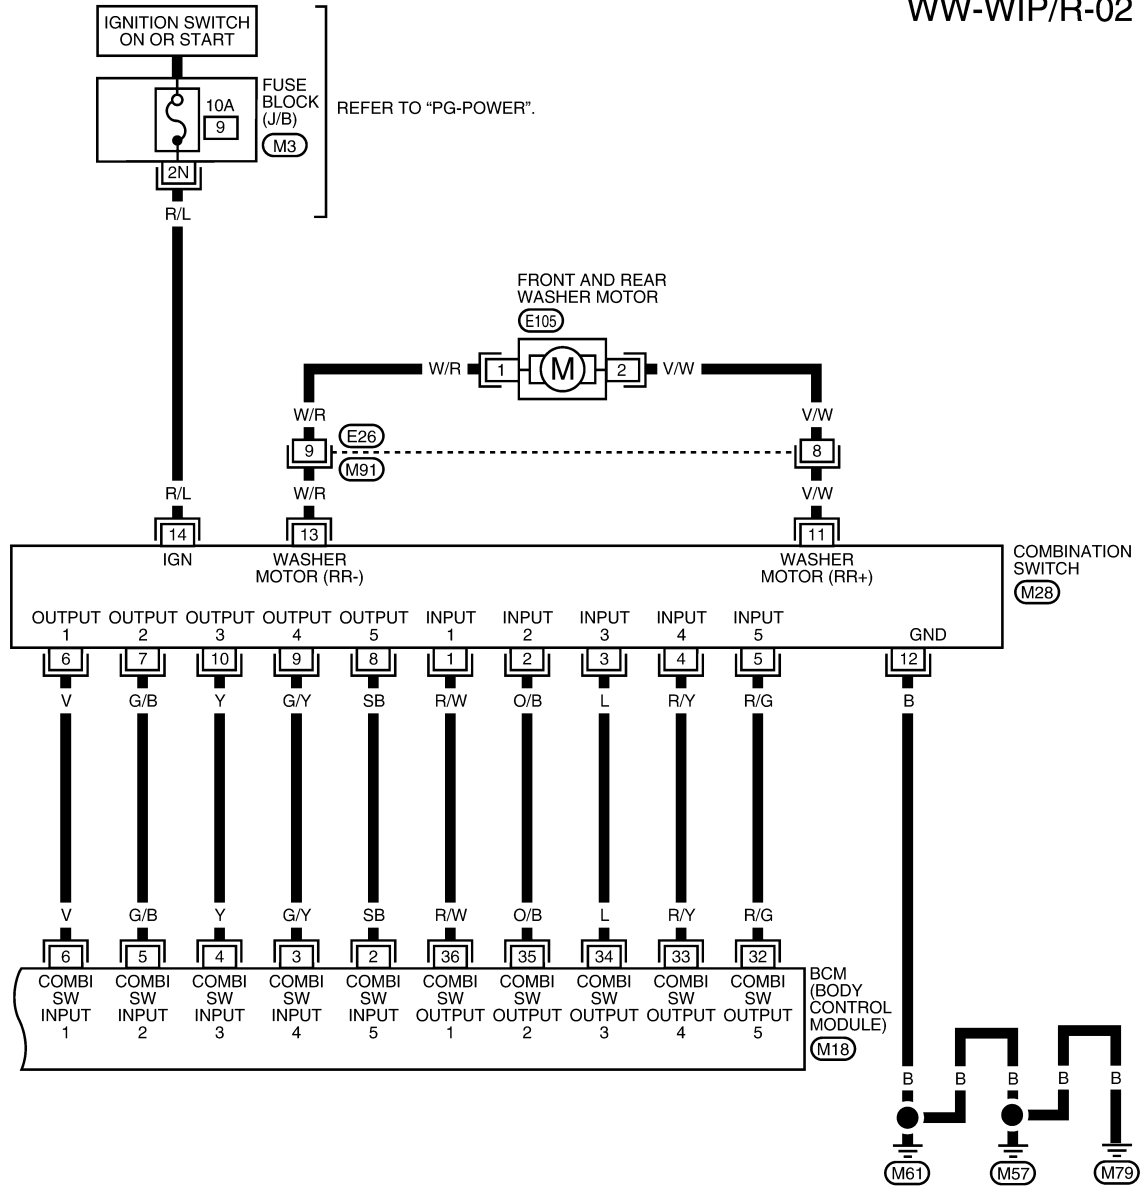 WW-WIP/R-02
IGNITION SWITCH
ON OR START
FUSE
BLOCK
(J/B)
M3
10A
9
REFER TO “PG-POWER”.
2N
R/L
FRONT AND REAR
WASHER MOTOR
E105
W/R 1 M 2 V/W
W/R V/W
9 E26 8
M91
R/L W/R V/W
14 13 11
IGN WASHER WASHER
MOTOR (RR-) MOTOR (RR+)
COMBINATION
SWITCH
M28
OUTPUT OUTPUT OUTPUT OUTPUT OUTPUT INPUT INPUT INPUT INPUT INPUT
1 2 3 4 5 1 2 3 4 5 GND
6 7 10 9 8 1 2 3 4 5 12
V G/B Y G/Y SB R/W O/B L R/Y R/G B
V G/B Y G/Y SB R/W O/B L R/Y R/G
6 5 4 3 2 36 35 34 33 32
COMBI COMBI COMBI COMBI COMBI COMBI COMBI COMBI COMBI COMBI
SW SW SW SW SW SW SW SW SW SW
INPUT INPUT INPUT INPUT INPUT OUTPUT OUTPUT OUTPUT OUTPUT OUTPUT
1 2 3 4 5 1 2 3 4 5
BCM
(BODY
CONTROL
MODULE)
M18
B B B B B
M61 M57 M79